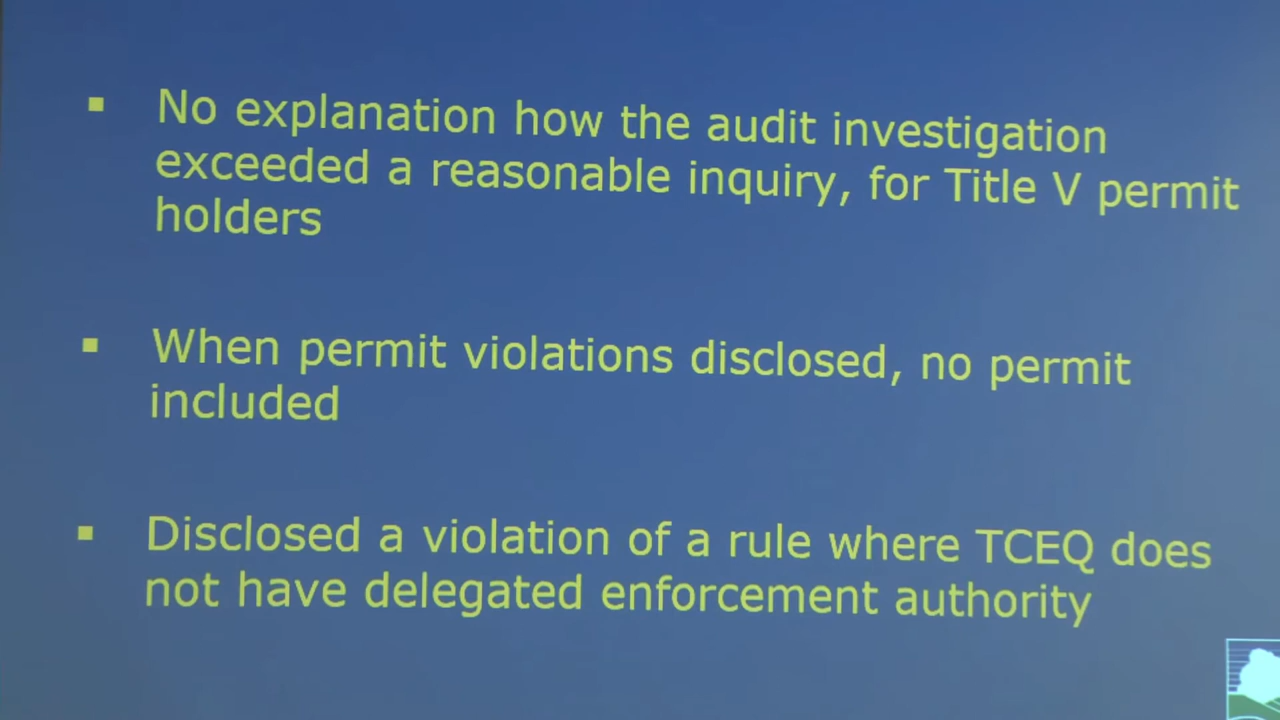 ▪ No explanation how the audit investigation
exceeded a reasonable inquiry, for Title V permit
holders
▪ When permit violations disclosed, no permit
included
▪ Disclosed a violation of a rule where TCEQ does
not have delegated enforcement authority